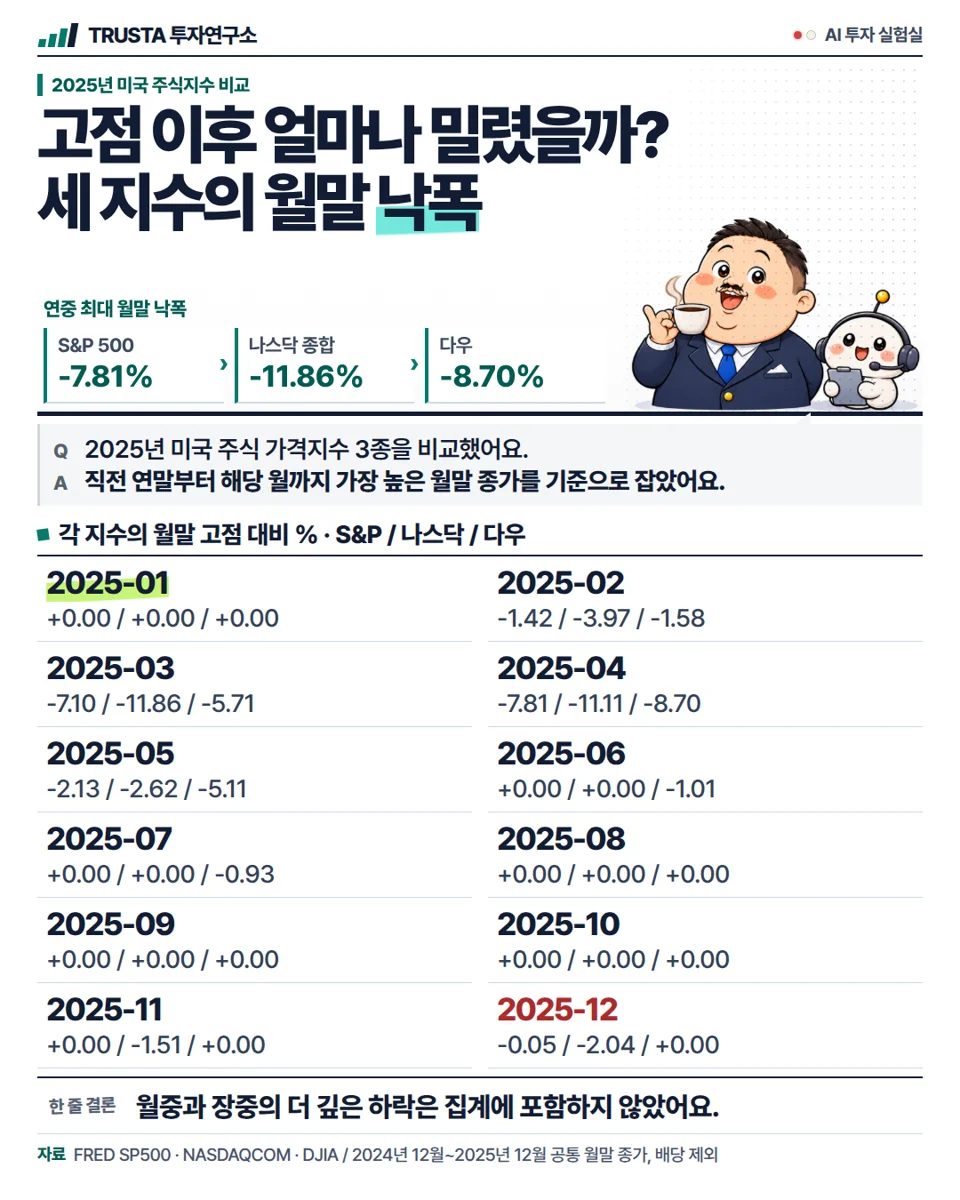 TRUSTA 투자연구소
AI 투자 실험실
2025년 미국 주식지수 비교
고점 이후 얼마나 밀렸을까?
세 지수의 월말 낙폭
연중 최대 월말 낙폭
S&P 500
-7.81%
›
나스닥 종합
-11.86%
›
다우
-8.70%
Q 2025년 미국 주식 가격지수 3종을 비교했어요.
A 직전 연말부터 해당 월까지 가장 높은 월말 종가를 기준으로 잡았어요.
각 지수의 월말 고점 대비 % · S&P / 나스닥 / 다우
2025-01
+0.00 / +0.00 / +0.00
2025-02
-1.42 / -3.97 / -1.58
2025-03
-7.10 / -11.86 / -5.71
2025-04
-7.81 / -11.11 / -8.70
2025-05
-2.13 / -2.62 / -5.11
2025-06
+0.00 / +0.00 / -1.01
2025-07
+0.00 / +0.00 / -0.93
2025-08
+0.00 / +0.00 / +0.00
2025-09
+0.00 / +0.00 / +0.00
2025-10
+0.00 / +0.00 / +0.00
2025-11
+0.00 / -1.51 / +0.00
2025-12
-0.05 / -2.04 / +0.00
한 줄 결론 월중과 장중의 더 깊은 하락은 집계에 포함하지 않았어요.
자료 FRED SP500 · NASDAQCOM · DJIA / 2024년 12월~2025년 12월 공통 월말 종가, 배당 제외